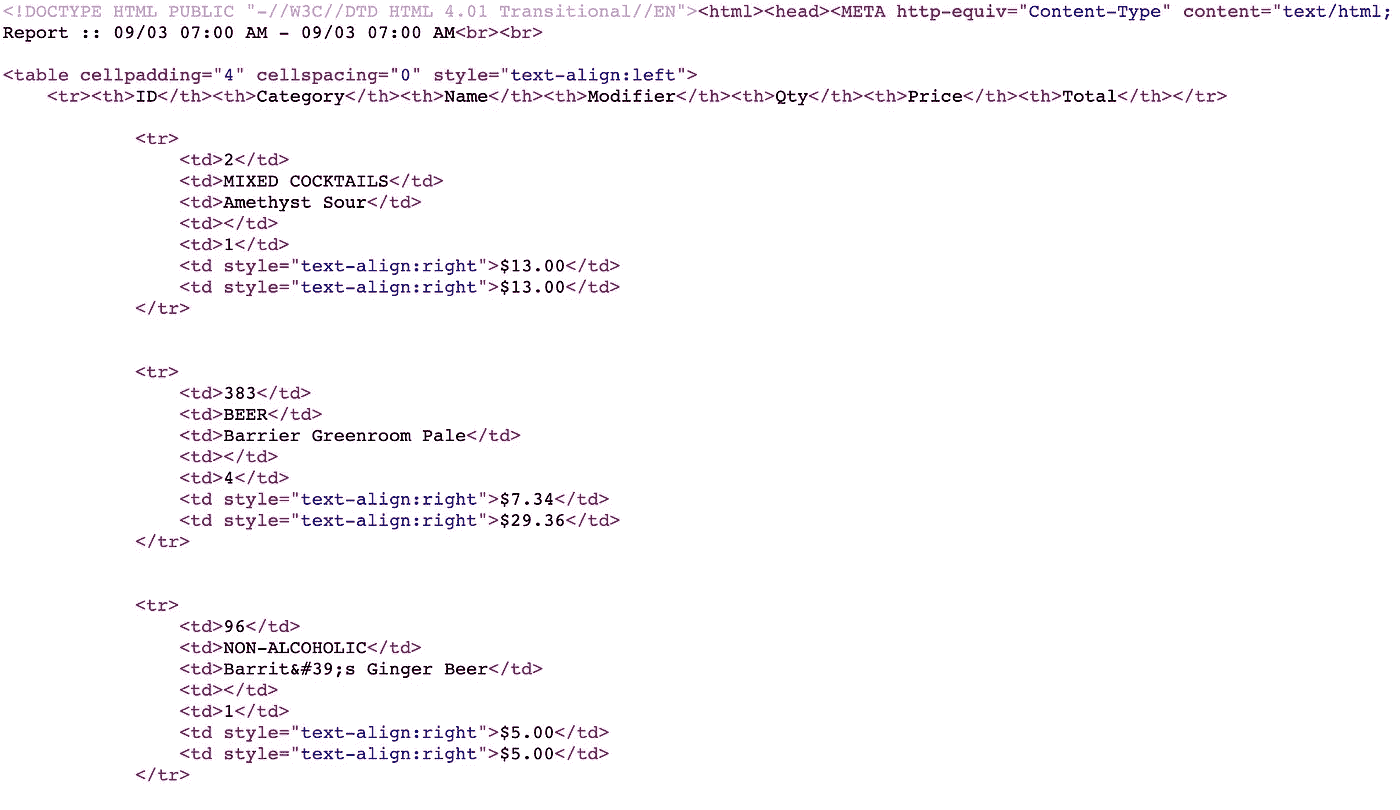 <!DOCTYPE HTML PUBLIC "-//W3C//DTD HTML 4.01 Transitional//EN"><html><head><META http-equiv="Content-Type" content="text/html;
Report :: 09/03 07:00 AM - 09/03 07:00 AM<br><br>
<table cellpadding="4" cellspacing="0" style="text-align:left">
<tr><th>ID</th><th>Category</th><th>Name</th><th>Modifier</th><th>Qty</th><th>Price</th><th>Total</th></tr>
<tr>
<td>2</td>
<td>MIXED COCKTAILS</td>
<td>Amethyst Sour</td>
<td></td>
<td>1</td>
<td style="text-align:right">$13.00</td>
<td style="text-align:right">$13.00</td>
</tr>
<tr>
<td>383</td>
<td>BEER</td>
<td>Barrier Greenroom Pale</td>
<td></td>
<td>4</td>
<td style="text-align:right">$7.34</td>
<td style="text-align:right">$29.36</td>
</tr>
<tr>
<td>96</td>
<td>NON-ALCOHOLIC</td>
<td>Barrit&#39;s Ginger Beer</td>
<td></td>
<td>1</td>
<td style="text-align:right">$5.00</td>
<td style="text-align:right">$5.00</td>
</tr>